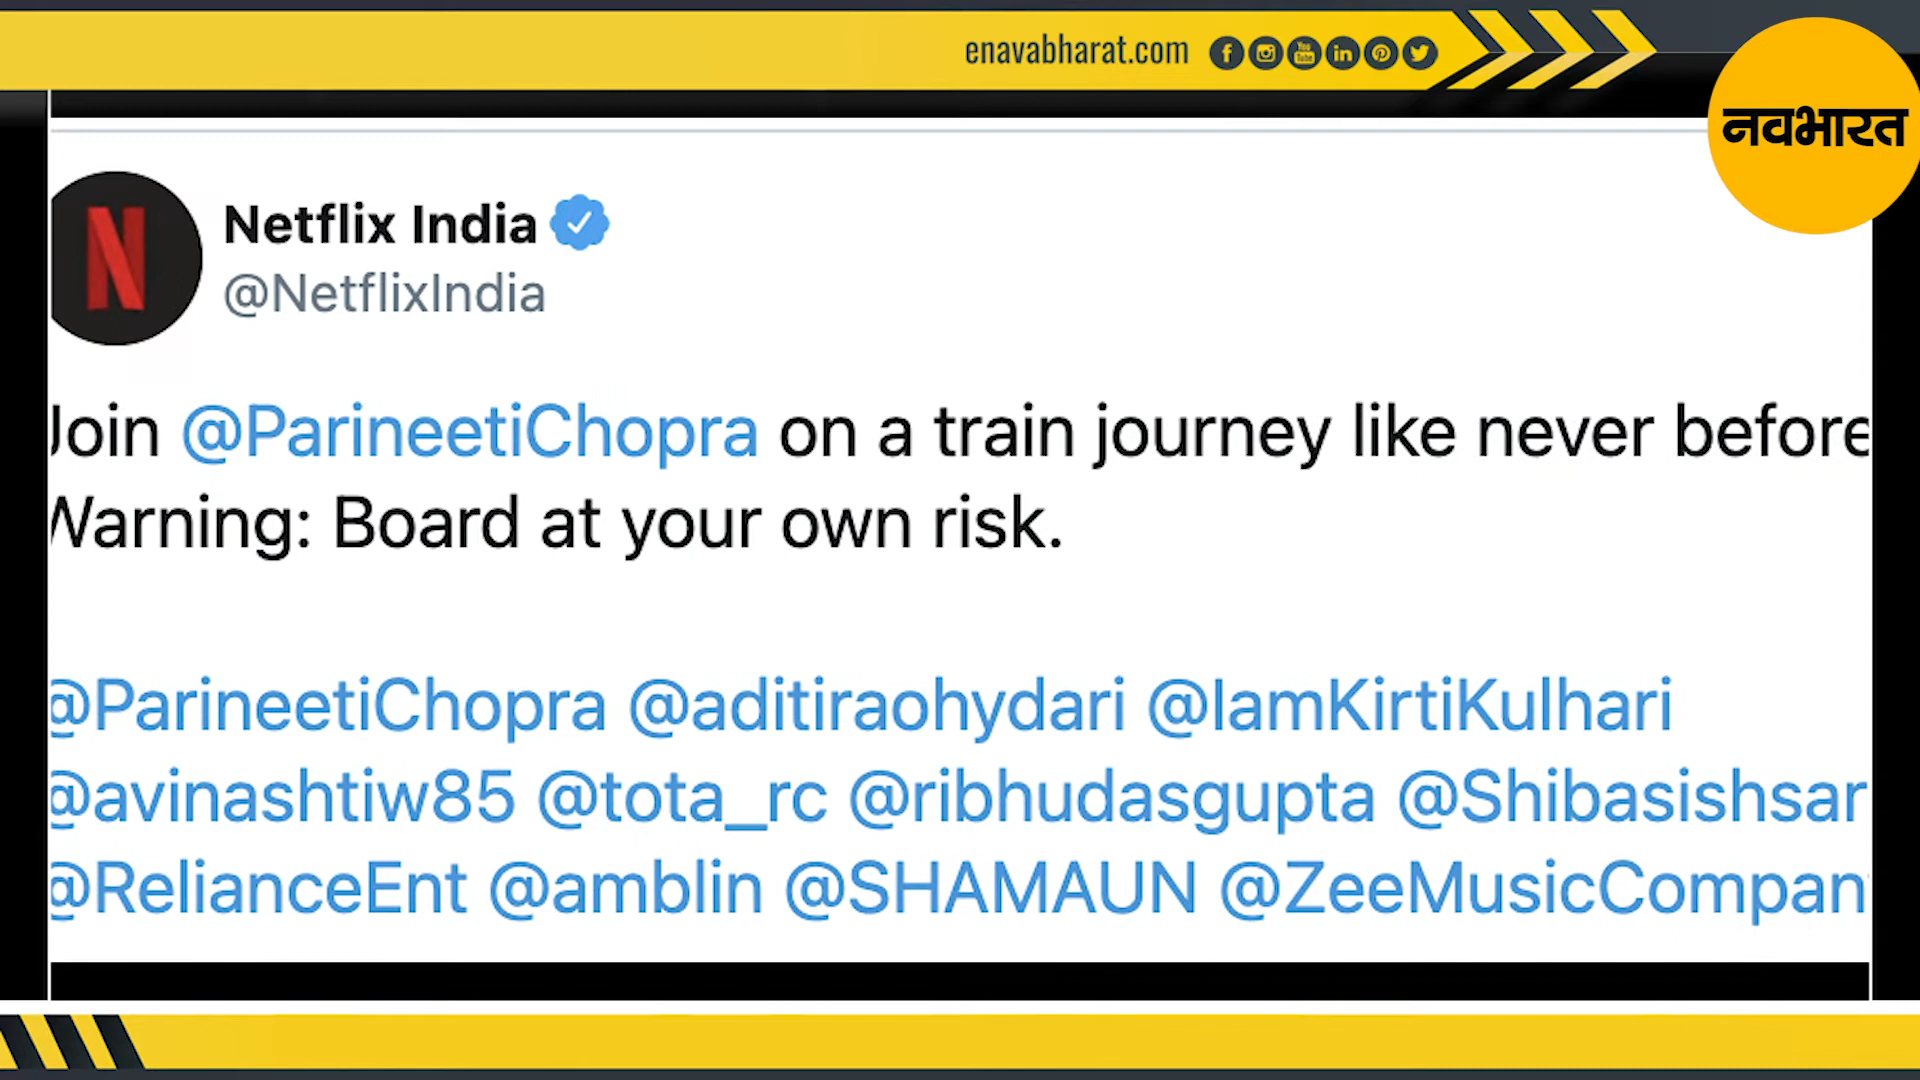 enavabharat.com
नवभारत
Netflix India
@NetflixIndia
Join @ParineetiChopra on a train journey like never before
Warning: Board at your own risk.
@ParineetiChopra @aditiraohydari @IamKirtiKulhari
@avinashtiw85 @tota_rc @ribhudasgupta @Shibasishsar
@RelianceEnt @amblin @SHAMAUN @ZeeMusicCompan